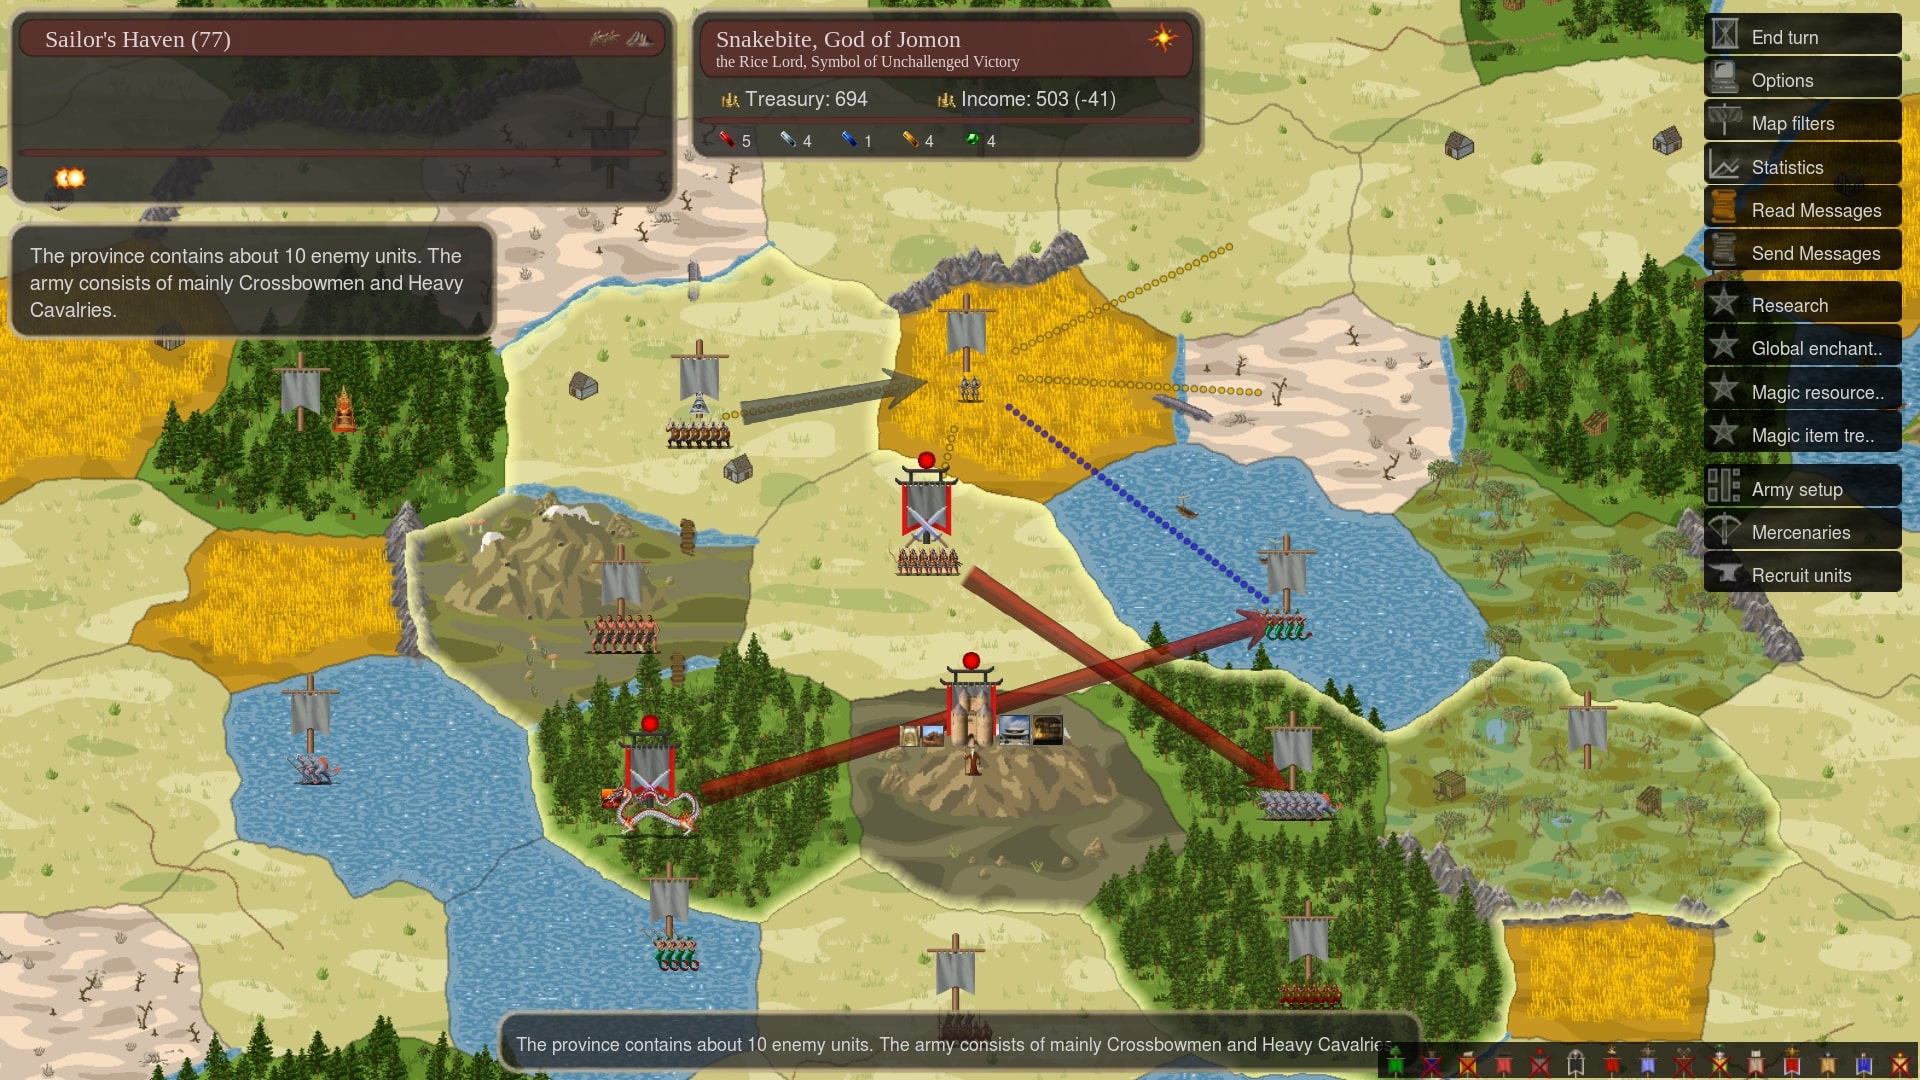 Sailor's Haven (77)
Snakebite, God of Jomon
the Rice Lord, Symbol of Unchallenged Victory
Treasury: 694
Income: 503 (-41)
5
4
1
4
4
The province contains about 10 enemy units. The
army consists of mainly Crossbowmen and Heavy
Cavalries.
End turn
Options
Map filters
Statistics
Read Messages
Send Messages
Research
Global enchant..
Magic resource..
Magic item tre..
Army setup
Mercenaries
Recruit units
The province contains about 10 enemy units. The army consists of mainly Crossbowmen and Heavy Cavalries.